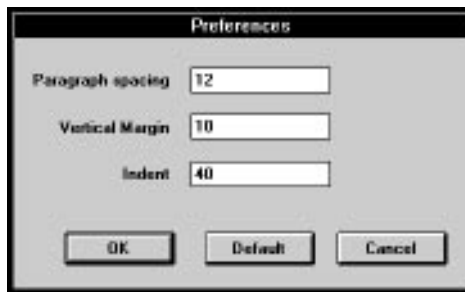 Preferences
Paragraph spacing 12
Vertical Margin 10
Indent 40
OK Default Cancel